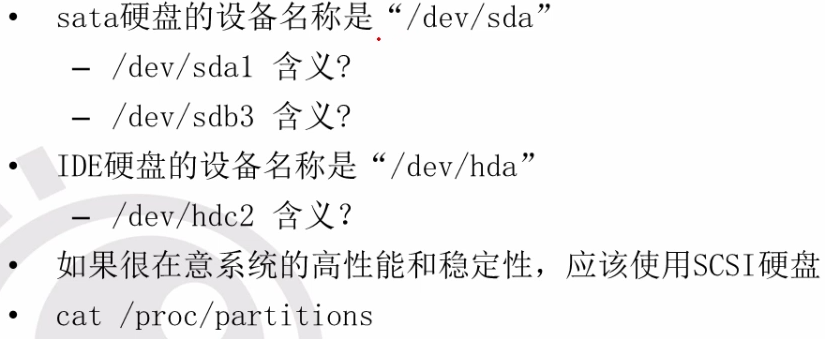 • sata硬盘的设备名称是“/dev/sda”
– /dev/sda1 含义?
– /dev/sdb3 含义?
• IDE硬盘的设备名称是“/dev/hda”
– /dev/hdc2 含义？
• 如果很在意系统的高性能和稳定性，应该使用SCSI硬盘
• cat /proc/partitions